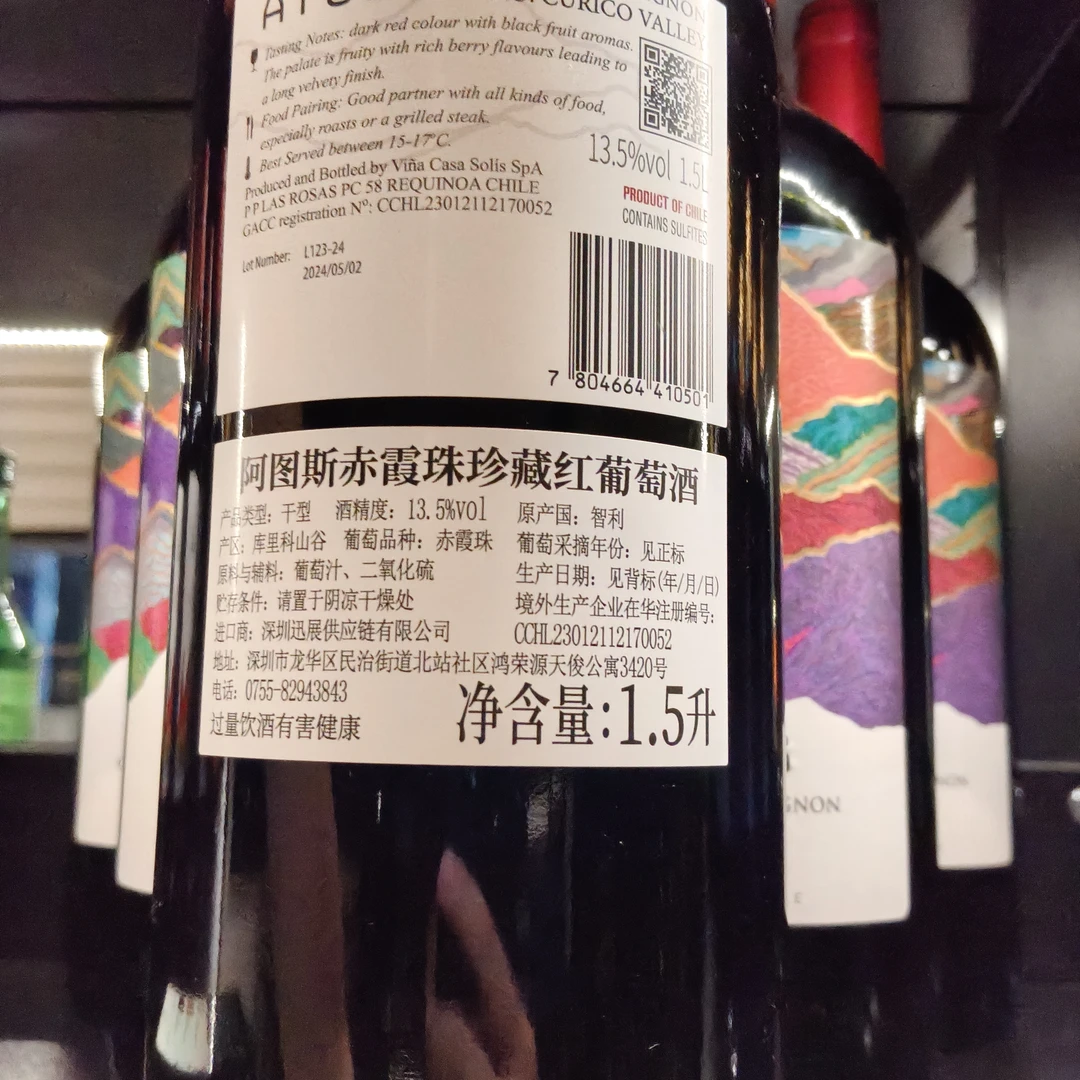 CURICO VALLEY
Tasting Notes: dark red colour with black fruit aromas.
The palate is fruity with rich berry flavours leading to
a long velvety finish.
Food Pairing: Good partner with all kinds of food,
especially roasts or a grilled steak.
Best Served between 15-17°C.
Produced and Bottled by Viña Casa Solis SpA
P P LAS ROSAS PC 58 REQUINOA CHILE
GACC registration Nº: CCHL23012112170052
Lot Number: L123-24
2024/05/02
13.5%vol 1.5L
PRODUCT OF CHILE
CONTAINS SULFITES
7 804664 410501
阿图斯赤霞珠珍藏红葡萄酒
产品类型: 干型 酒精度: 13.5%vol 原产国: 智利
产区: 库里科山谷 葡萄品种: 赤霞珠 葡萄采摘年份: 见正标
原料与辅料: 葡萄汁、二氧化硫 生产日期: 见背标(年/月/日)
贮存条件: 请置于阴凉干燥处 境外生产企业在华注册编号:
进口商: 深圳迅展供应链有限公司 CCHL23012112170052
地址: 深圳市龙华区民治街道北站社区鸿荣源天俊公寓3420号
电话: 0755-82943843
过量饮酒有害健康 净含量:1.5升
GNON